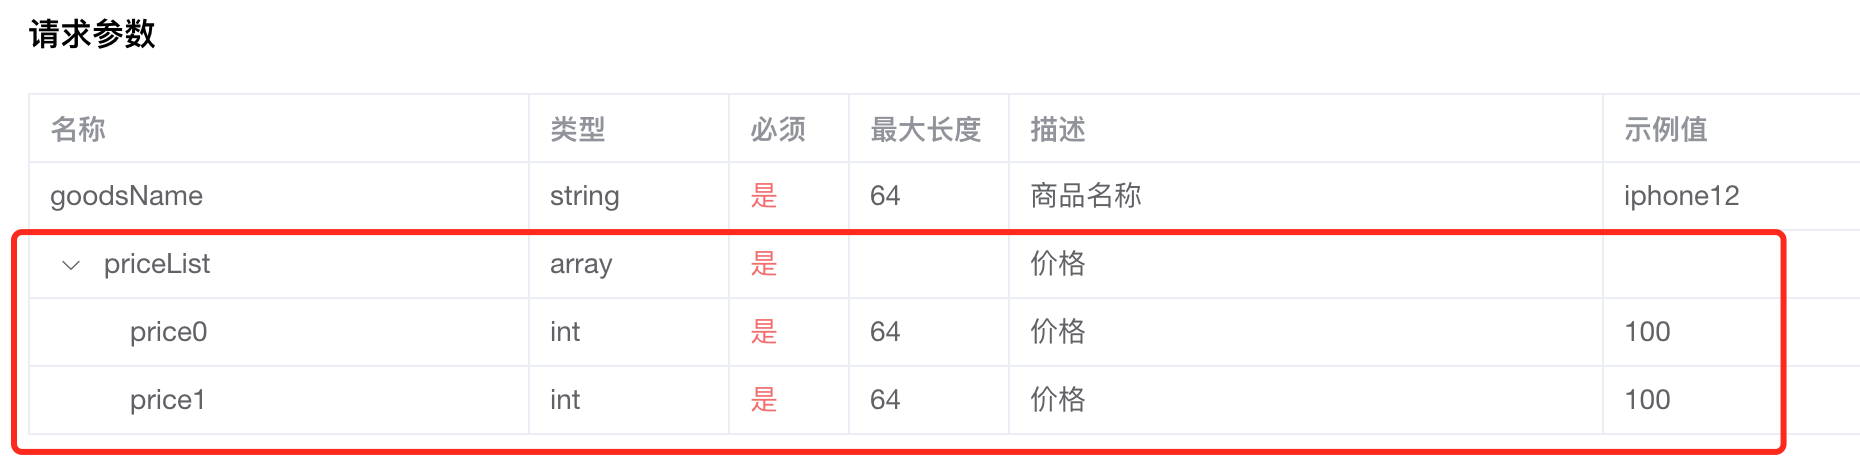 请求参数
名称 类型 必须 最大长度 描述 示例值
goodsName string 是 64 商品名称 iphone12
priceList array 是 价格
price0 int 是 64 价格 100
price1 int 是 64 价格 100